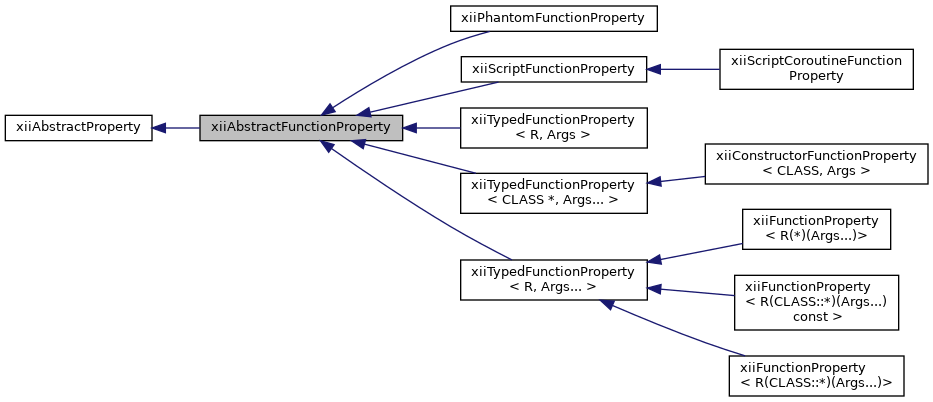 xiiPhantomFunctionProperty
xiiScriptFunctionProperty
xiiScriptCoroutineFunction
Property
xiiAbstractProperty
xiiAbstractFunctionProperty
xiiTypedFunctionProperty
< R, Args >
xiiTypedFunctionProperty
< CLASS *, Args... >
xiiConstructorFunctionProperty
< CLASS, Args >
xiiTypedFunctionProperty
< R, Args... >
xiiFunctionProperty
< R(*)(Args...)>
xiiFunctionProperty
< R(CLASS::*)(Args...)
const >
xiiFunctionProperty
< R(CLASS::*)(Args...)>